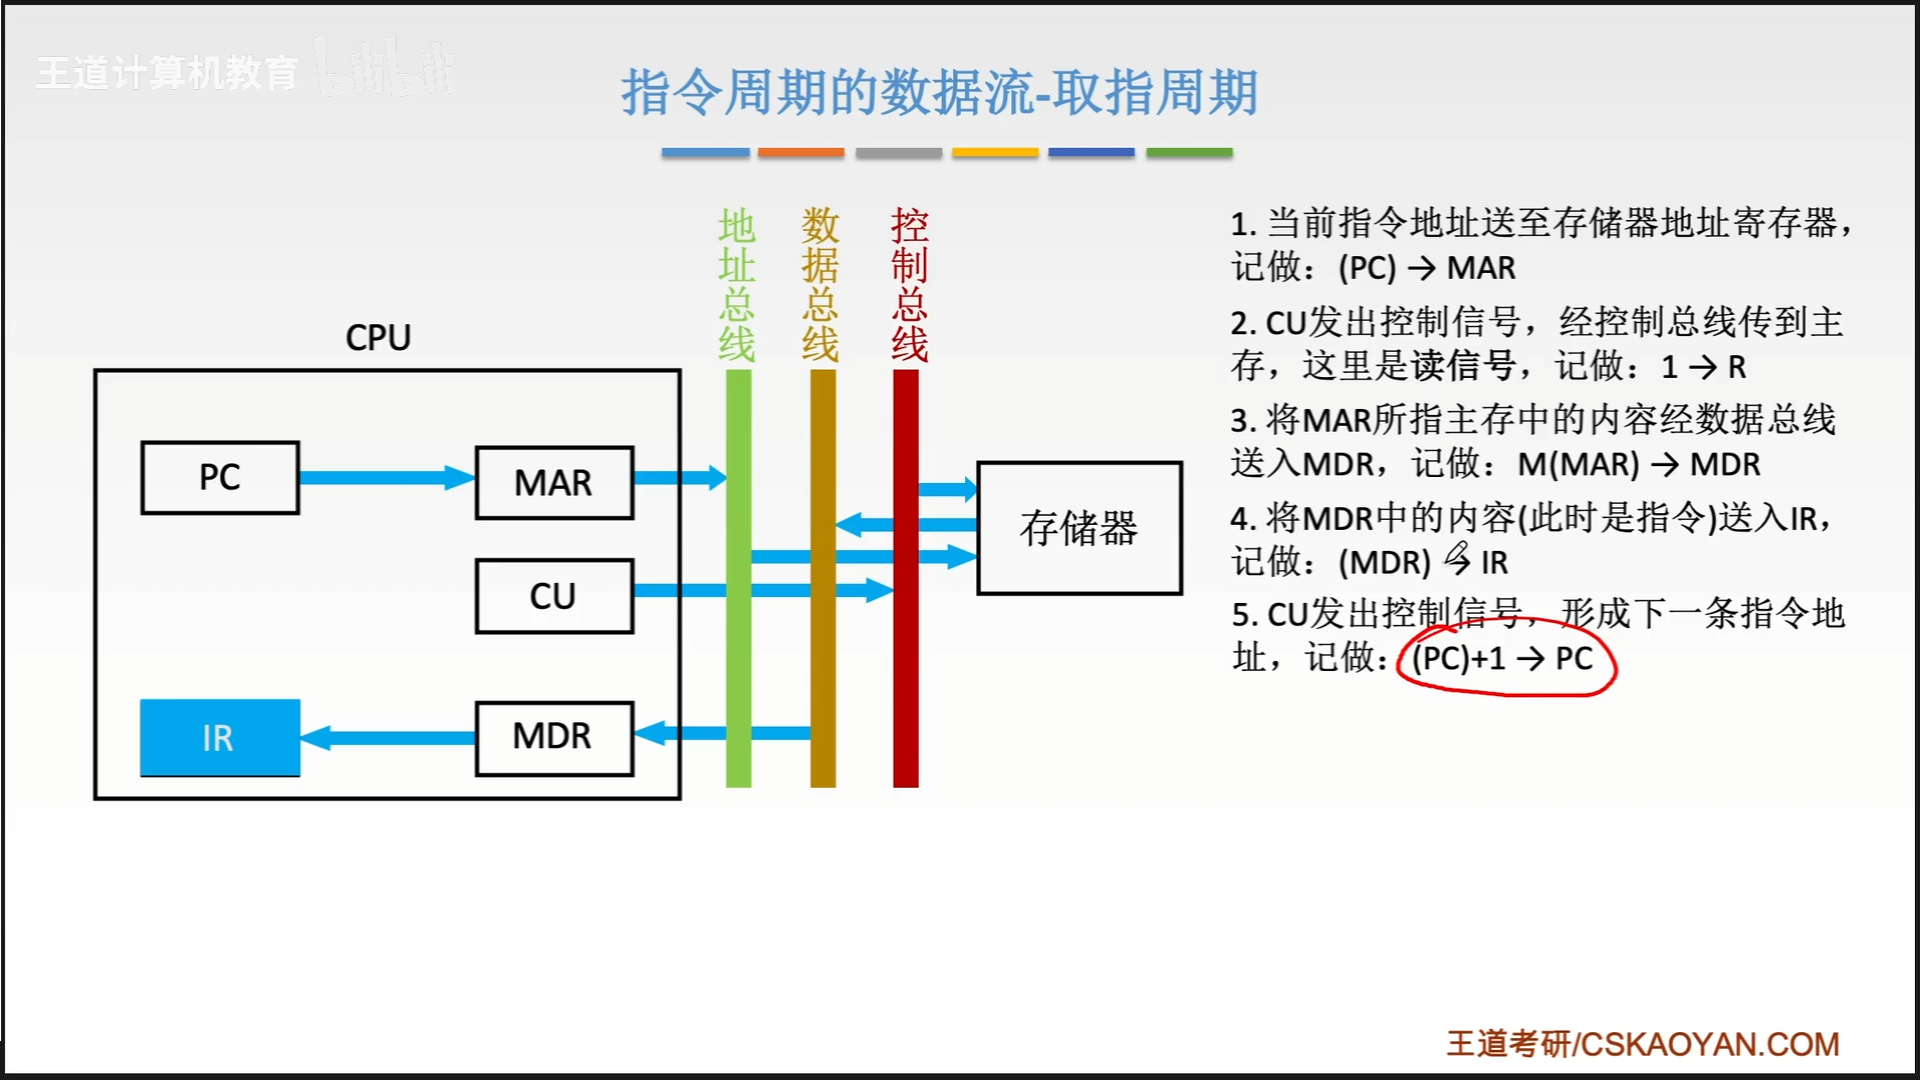 王道计算机教育 bilibili
指令周期的数据流-取指周期
地址总线
数据总线
控制总线
CPU
PC
MAR
CU
存储器
IR
MDR
1. 当前指令地址送至存储器地址寄存器，
记做：(PC) → MAR
2. CU发出控制信号，经控制总线传到主
存，这里是读信号，记做：1 → R
3. 将MAR所指主存中的内容经数据总线
送入MDR，记做：M(MAR) → MDR
4. 将MDR中的内容(此时是指令)送入IR，
记做：(MDR) → IR
5. CU发出控制信号，形成下一条指令地
址，记做：(PC)+1 → PC
王道考研/CSKAOYAN.COM